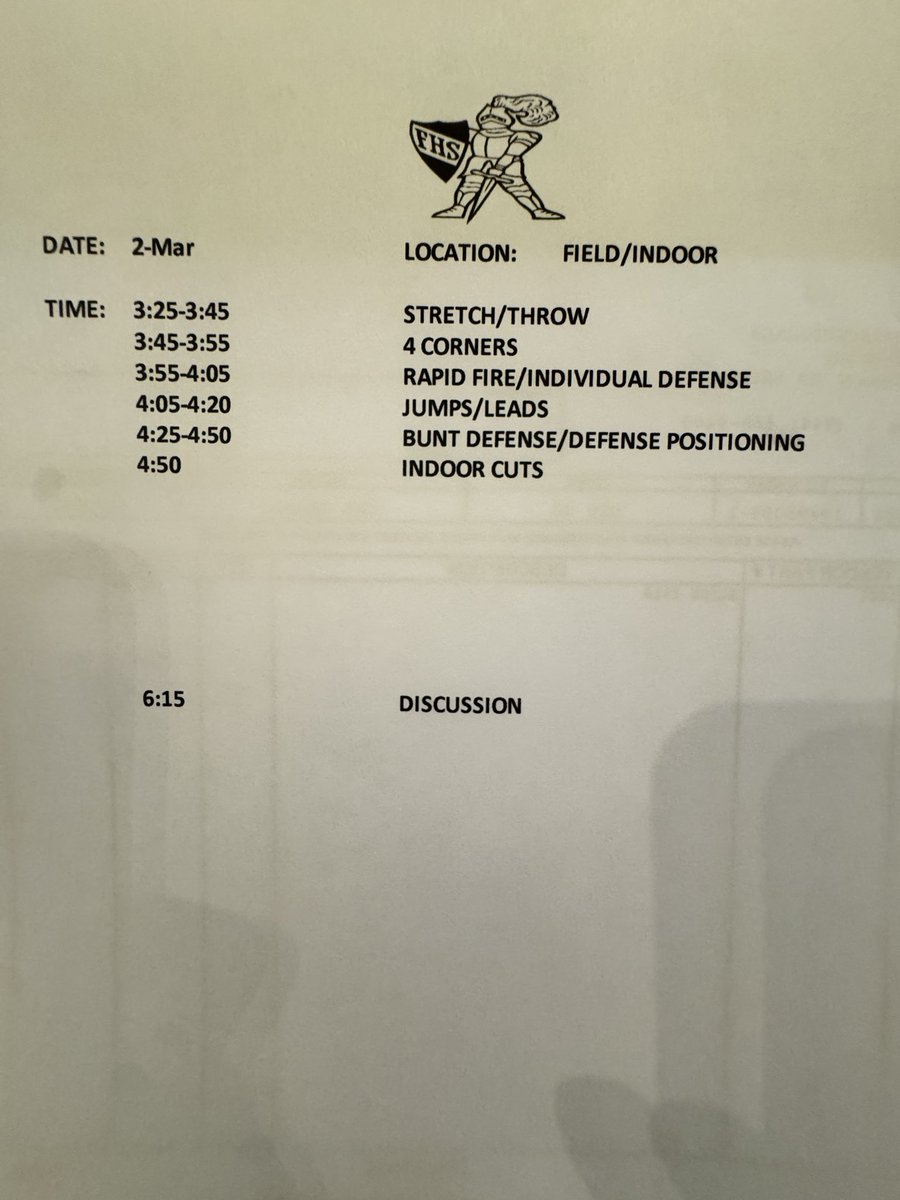 FHS
DATE: 2-Mar LOCATION: FIELD/INDOOR
TIME: 3:25-3:45 STRETCH/THROW
3:45-3:55 4 CORNERS
3:55-4:05 RAPID FIRE/INDIVIDUAL DEFENSE
4:05-4:20 JUMPS/LEADS
4:25-4:50 BUNT DEFENSE/DEFENSE POSITIONING
4:50 INDOOR CUTS
6:15 DISCUSSION